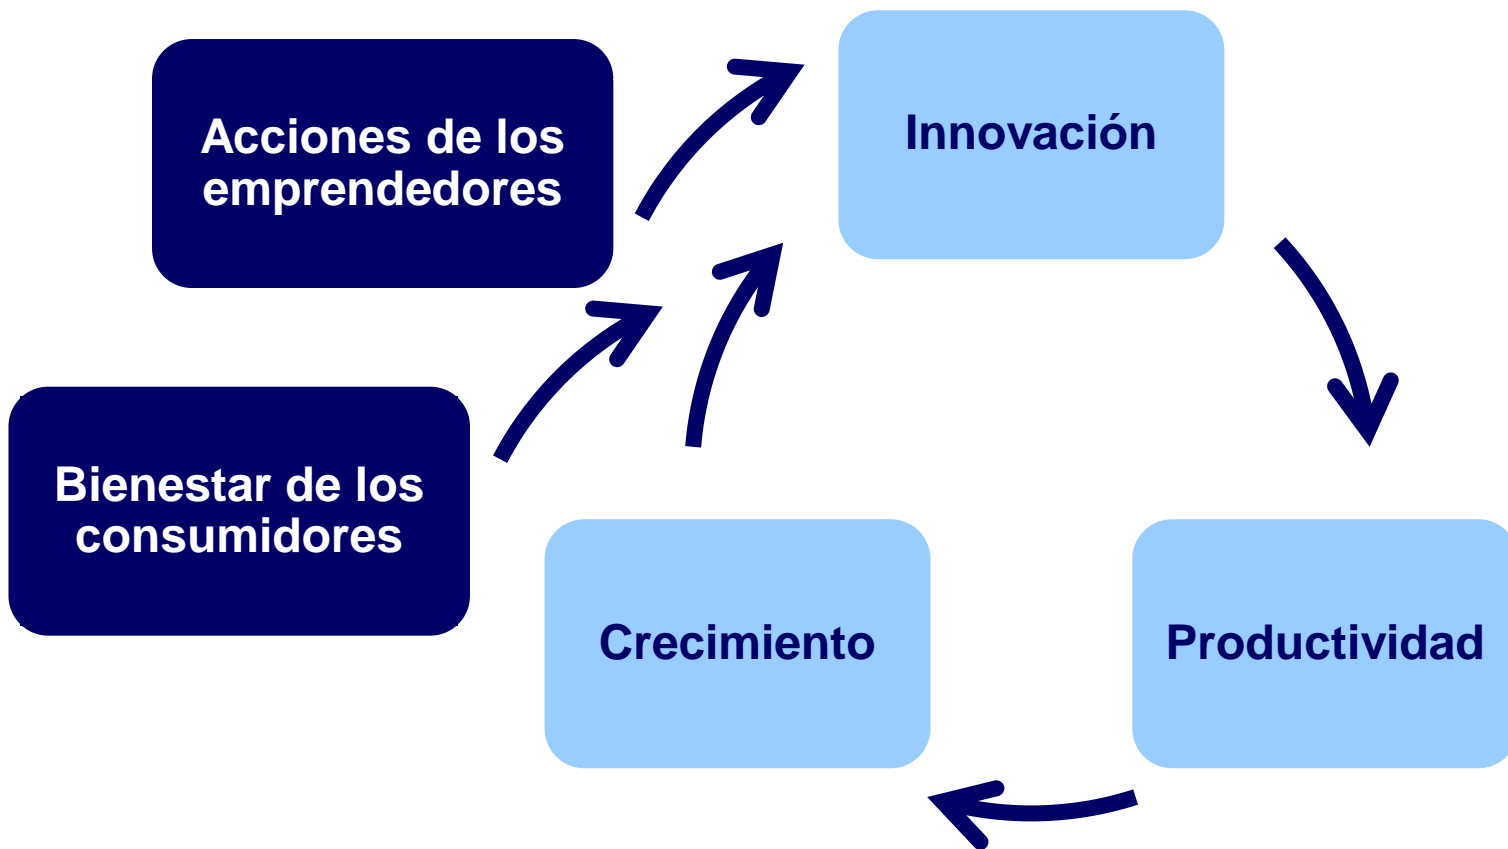 Acciones de los
emprendedores
Innovación
Bienestar de los
consumidores
Crecimiento
Productividad